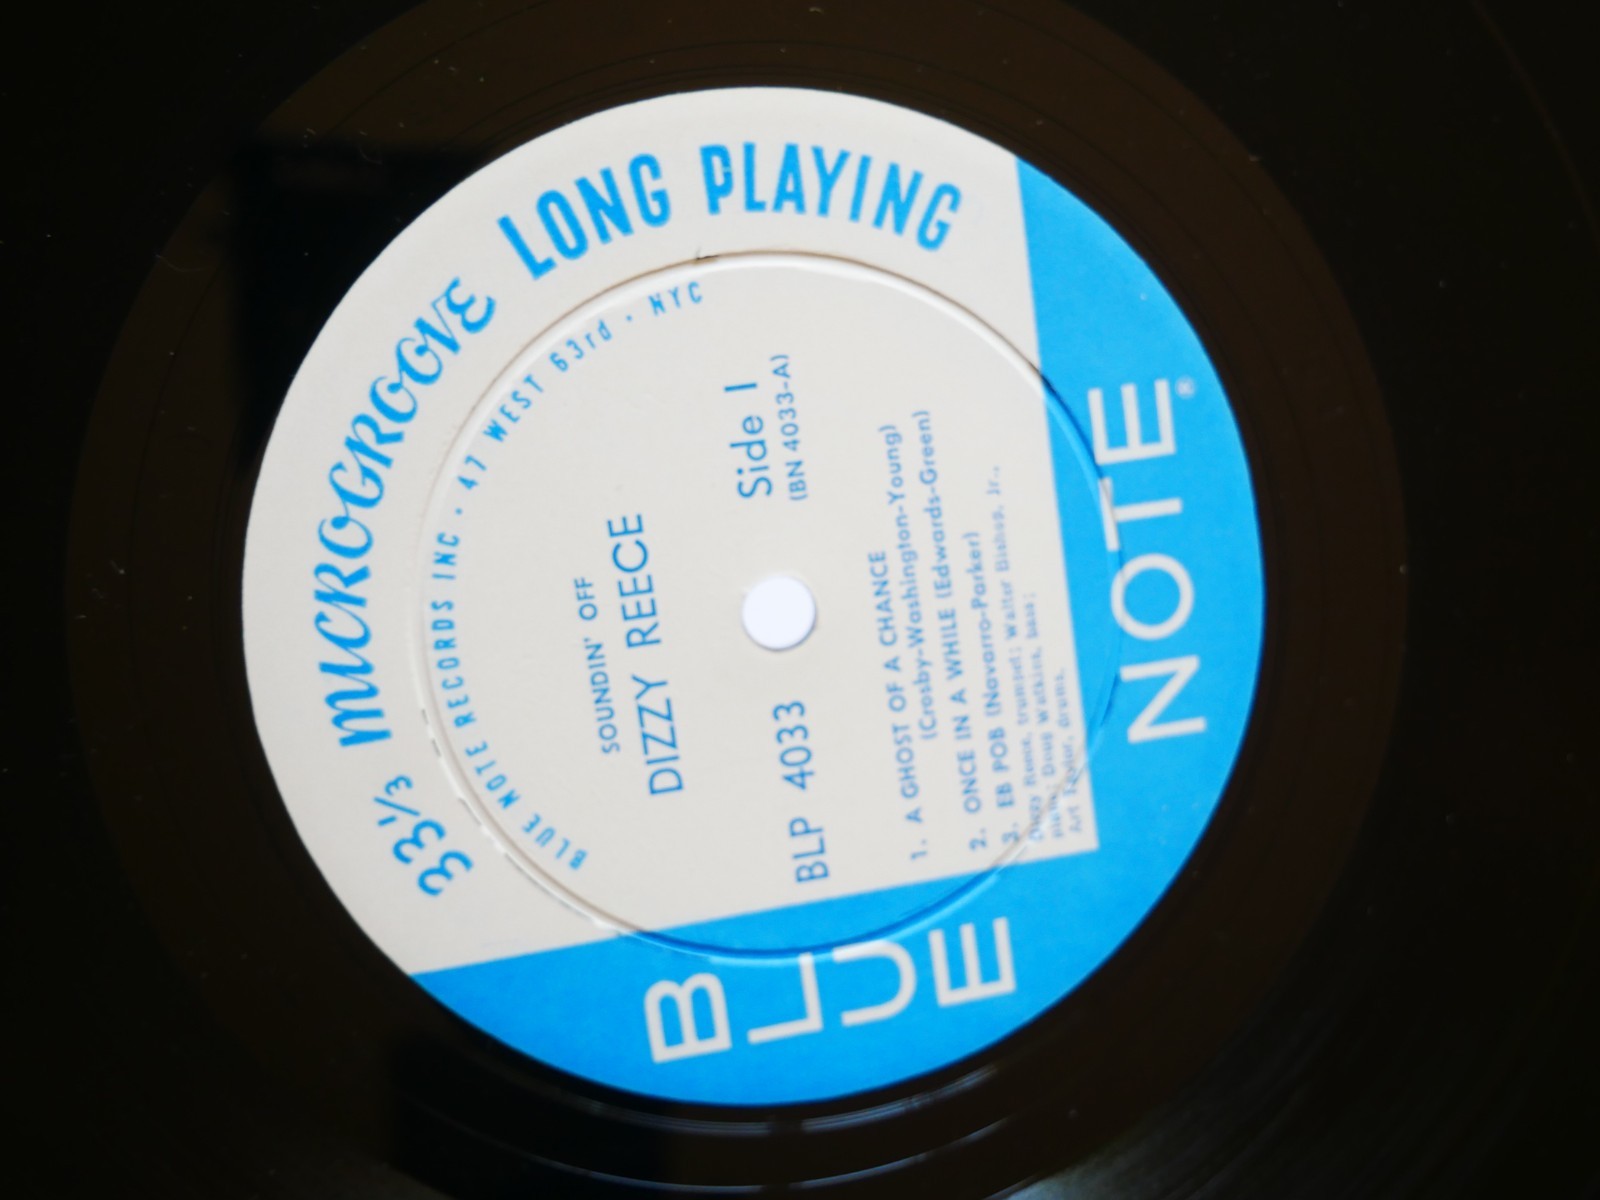 33⅓ MICROGROOVE LONG PLAYING
BLUE NOTE RECORDS INC · 47 WEST 63rd · NYC
SOUNDIN' OFF
DIZZY REECE
BLP 4033 Side 1
(BN 4033-A)
1. A GHOST OF A CHANCE
(Crosby-Washington-Young)
2. ONCE IN A WHILE (Edwards-Green)
3. EB POB (Navarro-Parker)
Dizzy Reece, trumpet; Walter Bishop, Jr.,
piano; Doug Watkins, bass;
Art Taylor, drums.
BLUE
NOTE®